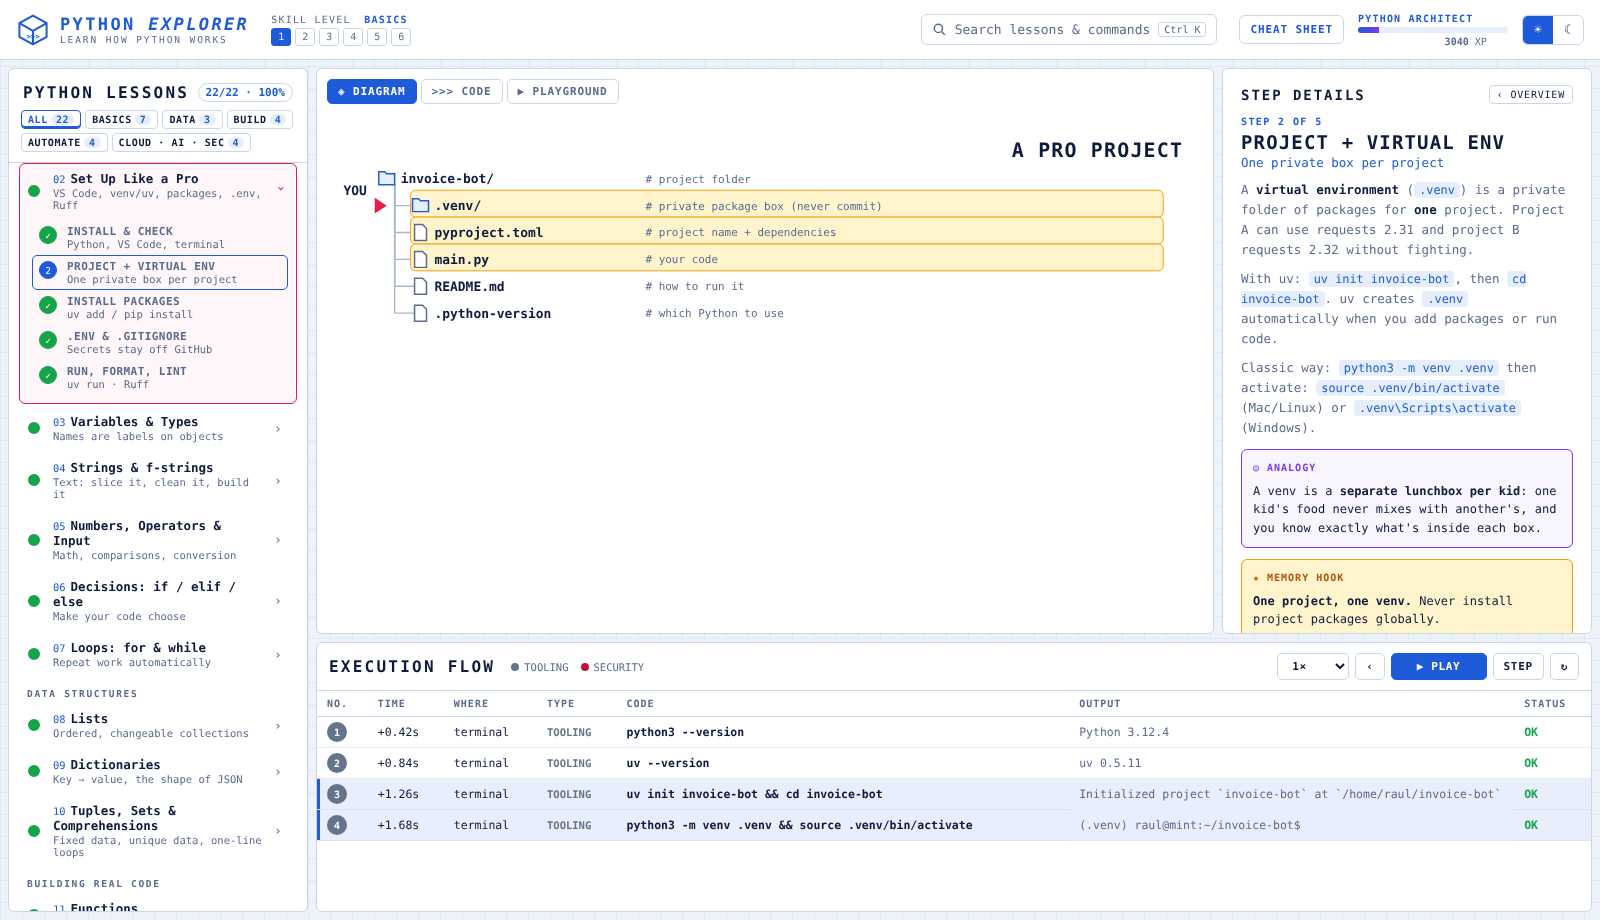 PYTHON EXPLORER
LEARN HOW PYTHON WORKS
SKILL LEVEL BASICS
1 2 3 4 5 6
Search lessons & commands Ctrl K
CHEAT SHEET
PYTHON ARCHITECT
3040 XP
PYTHON LESSONS 22/22 · 100%
ALL 22 BASICS 7 DATA 3 BUILD 4
AUTOMATE 4 CLOUD · AI · SEC 4
02 Set Up Like a Pro
VS Code, venv/uv, packages, .env,
Ruff
✓ INSTALL & CHECK
Python, VS Code, terminal
2 PROJECT + VIRTUAL ENV
One private box per project
✓ INSTALL PACKAGES
uv add / pip install
✓ .ENV & .GITIGNORE
Secrets stay off GitHub
✓ RUN, FORMAT, LINT
uv run · Ruff
03 Variables & Types
Names are labels on objects
04 Strings & f-strings
Text: slice it, clean it, build
it
05 Numbers, Operators &
Input
Math, comparisons, conversion
06 Decisions: if / elif /
else
Make your code choose
07 Loops: for & while
Repeat work automatically
DATA STRUCTURES
08 Lists
Ordered, changeable collections
09 Dictionaries
Key → value, the shape of JSON
10 Tuples, Sets &
Comprehensions
Fixed data, unique data, one-line
loops
BUILDING REAL CODE
11 Functions
◈ DIAGRAM >>> CODE ▶ PLAYGROUND
A PRO PROJECT
YOU
invoice-bot/ # project folder
.venv/ # private package box (never commit)
pyproject.toml # project name + dependencies
main.py # your code
README.md # how to run it
.python-version # which Python to use
STEP DETAILS ‹ OVERVIEW
STEP 2 OF 5
PROJECT + VIRTUAL ENV
One private box per project
A virtual environment (.venv) is a private
folder of packages for one project. Project
A can use requests 2.31 and project B
requests 2.32 without fighting.
With uv: uv init invoice-bot, then cd
invoice-bot. uv creates .venv
automatically when you add packages or run
code.
Classic way: python3 -m venv .venv then
activate: source .venv/bin/activate
(Mac/Linux) or .venv\Scripts\activate
(Windows).
◎ ANALOGY
A venv is a separate lunchbox per kid: one
kid's food never mixes with another's, and
you know exactly what's inside each box.
★ MEMORY HOOK
One project, one venv. Never install
project packages globally.
EXECUTION FLOW TOOLING SECURITY
1× ‹ ▶ PLAY STEP ↻
NO. TIME WHERE TYPE CODE OUTPUT STATUS
1 +0.42s terminal TOOLING python3 --version Python 3.12.4 OK
2 +0.84s terminal TOOLING uv --version uv 0.5.11 OK
3 +1.26s terminal TOOLING uv init invoice-bot && cd invoice-bot Initialized project `invoice-bot` at `/home/raul/invoice-bot` OK
4 +1.68s terminal TOOLING python3 -m venv .venv && source .venv/bin/activate (.venv) raul@mint:~/invoice-bot$ OK